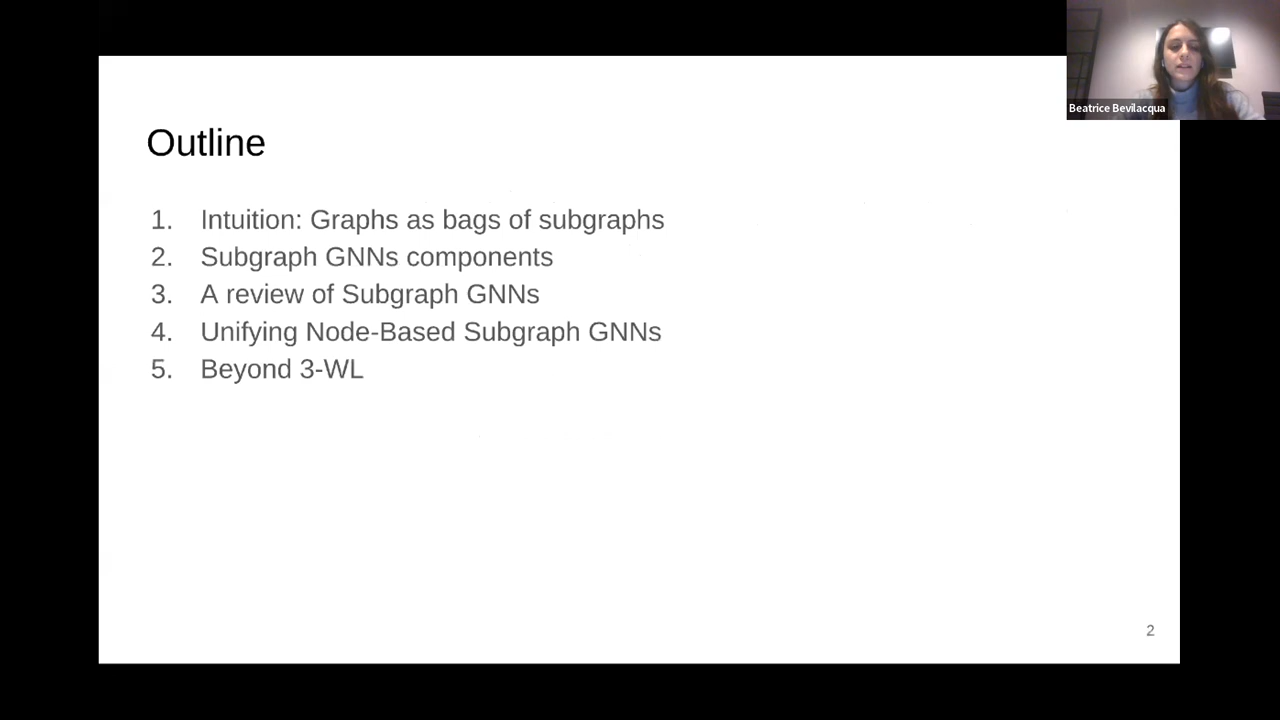 Beatrice Bevilacqua
Outline
1. Intuition: Graphs as bags of subgraphs
2. Subgraph GNNs components
3. A review of Subgraph GNNs
4. Unifying Node-Based Subgraph GNNs
5. Beyond 3-WL
2